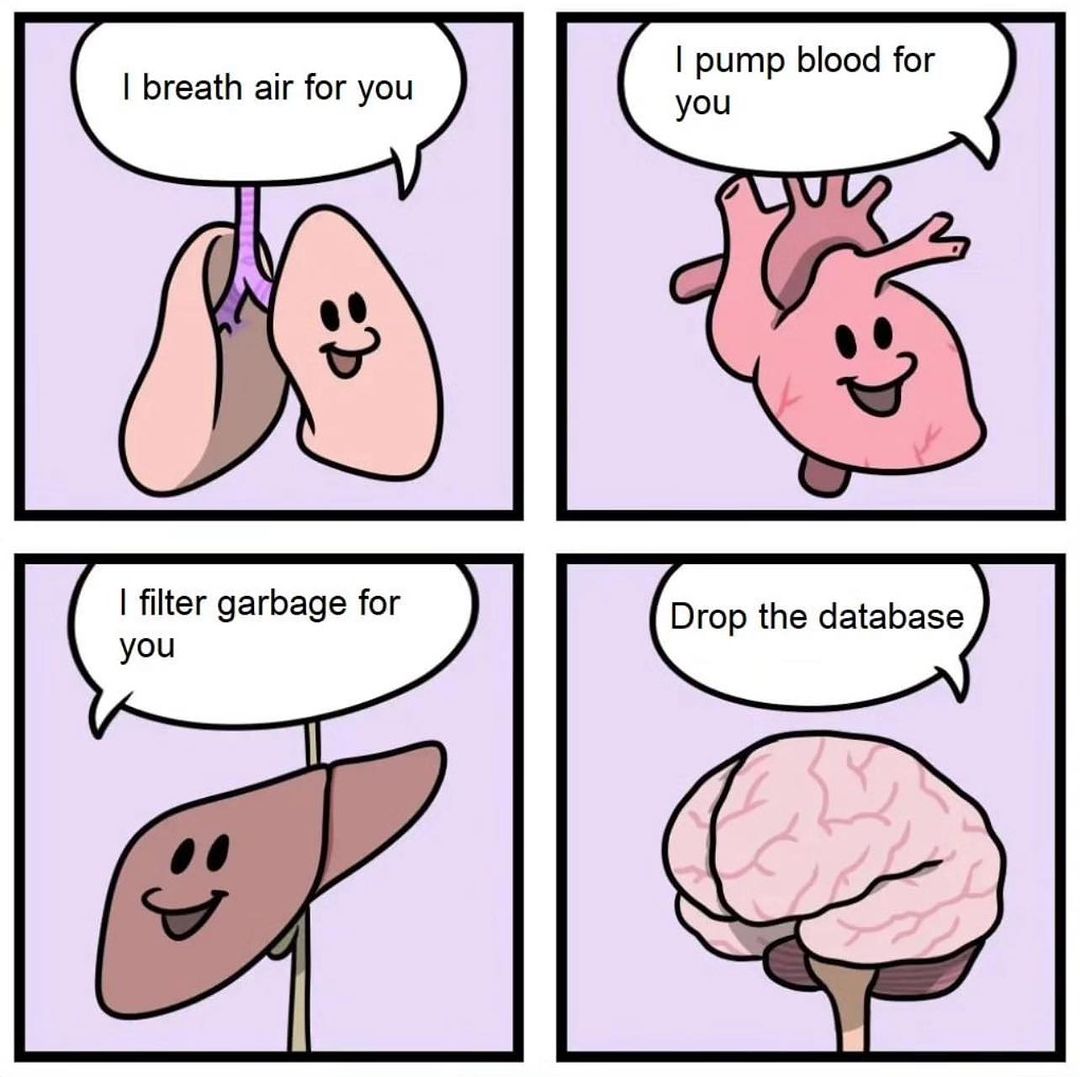 I breath air for you
I pump blood for
you
I filter garbage for
you
Drop the database